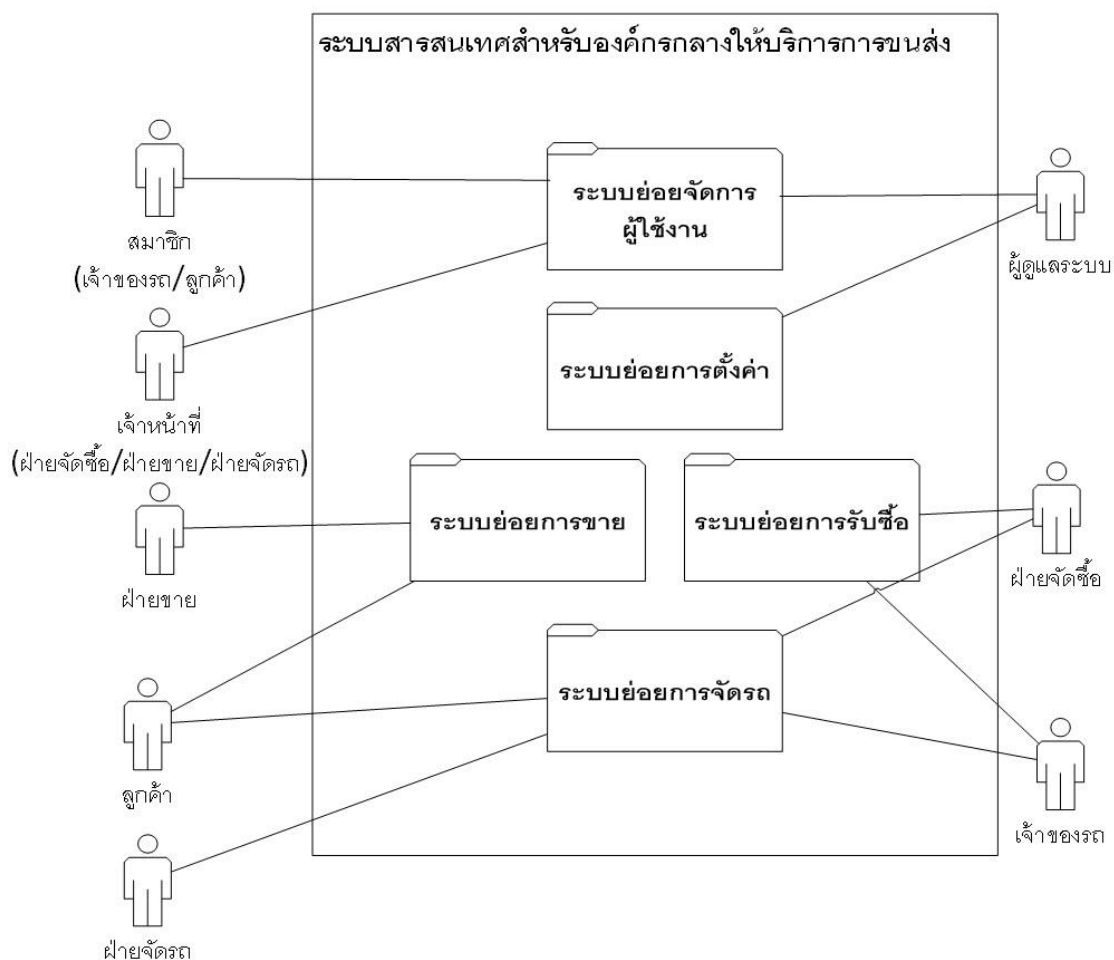 ระบบสารสนเทศสำหรับองค์กรกลางให้บริการการขนส่ง
ระบบย่อยจัดการ
ผู้ใช้งาน
สมาชิก
(เจ้าของรถ/ลูกค้า)
ผู้ดูแลระบบ
ระบบย่อยการตั้งค่า
เจ้าหน้าที่
(ฝ่ายจัดซื้อ/ฝ่ายขาย/ฝ่ายจัดรถ)
ระบบย่อยการขาย
ระบบย่อยการรับซื้อ
ฝ่ายขาย
ฝ่ายจัดซื้อ
ระบบย่อยการจัดรถ
ลูกค้า
เจ้าของรถ
ฝ่ายจัดรถ